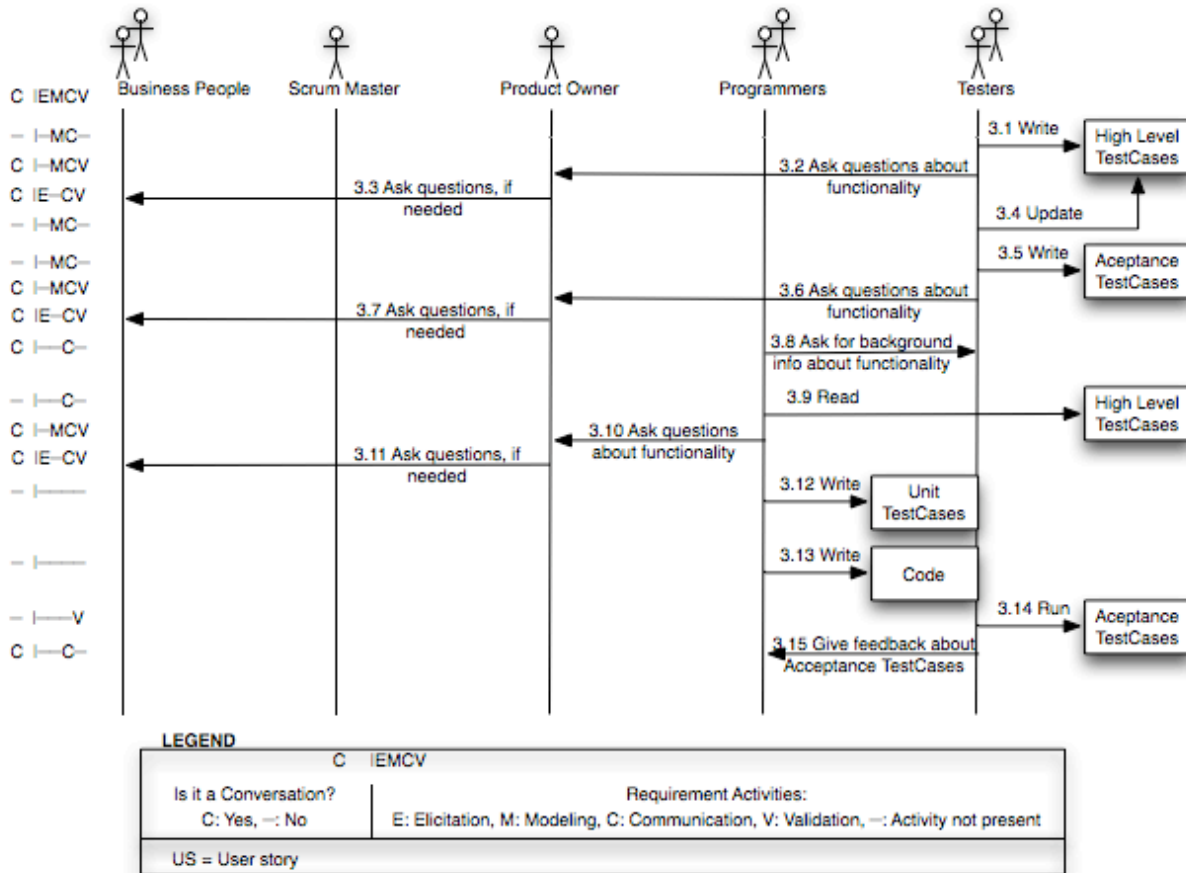 Business People
Scrum Master
Product Owner
Programmers
Testers
C IEMCV
– I–MC–
3.1 Write
High Level
TestCases
C I–MCV
3.2 Ask questions about
functionality
C IE–CV
3.3 Ask questions, if
needed
– I–MC–
3.4 Update
– I–MC–
3.5 Write
Aceptance
TestCases
C I–MCV
3.6 Ask questions about
functionality
C IE–CV
3.7 Ask questions, if
needed
C I––C–
3.8 Ask for background
info about functionality
– I––C–
3.9 Read
High Level
TestCases
C I–MCV
3.10 Ask questions
about functionality
C IE–CV
3.11 Ask questions, if
needed
– I––––
3.12 Write
Unit
TestCases
– I––––
3.13 Write
Code
– I–––V
3.14 Run
Aceptance
TestCases
C I––C–
3.15 Give feedback about
Acceptance TestCases
LEGEND
C IEMCV
Is it a Conversation?
C: Yes, –: No
Requirement Activities:
E: Elicitation, M: Modeling, C: Communication, V: Validation, –: Activity not present
US = User story